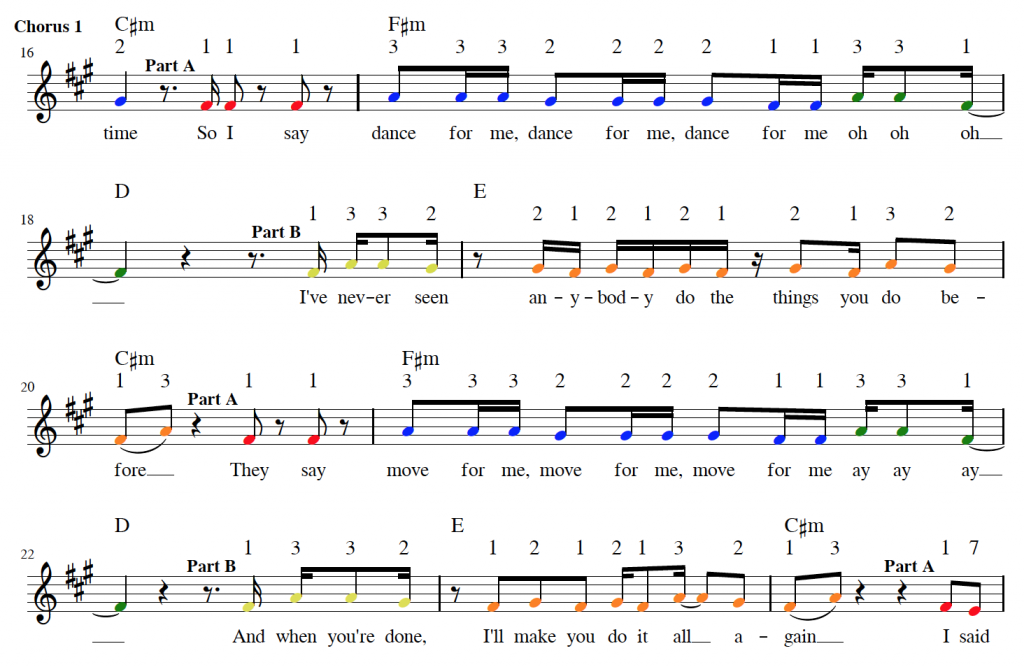 Chorus 1 C♯m F♯m
2 1 1 1 3 3 3 2 2 2 2 1 1 3 3 1
16 Part A
time So I say dance for me, dance for me, dance for me oh oh oh
D E
1 3 3 2 2 1 2 1 2 1 2 1 3 2
18 Part B
I've nev-er seen an-y-bod-y do the things you do be-
C♯m F♯m
1 3 1 1 3 3 3 2 2 2 2 1 1 3 3 1
20 Part A
fore They say move for me, move for me, move for me ay ay ay
D E C♯m
1 3 3 2 1 2 1 2 1 3 2 1 3 1 7
22 Part B Part A
And when you're done, I'll make you do it all a-gain I said